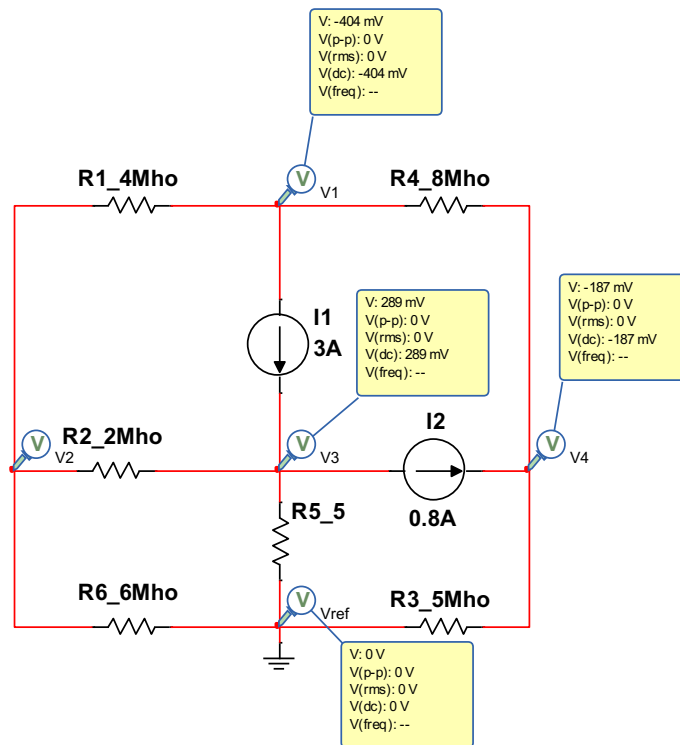 V: -404 mV
V(p-p): 0 V
V(rms): 0 V
V(dc): -404 mV
V(freq): --
R1_4Mho
V
V1
R4_8Mho
I1
3A
V: 289 mV
V(p-p): 0 V
V(rms): 0 V
V(dc): 289 mV
V(freq): --
V: -187 mV
V(p-p): 0 V
V(rms): 0 V
V(dc): -187 mV
V(freq): --
V
V2
R2_2Mho
V
V3
I2
0.8A
V
V4
R5_5
R6_6Mho
V
Vref
R3_5Mho
V: 0 V
V(p-p): 0 V
V(rms): 0 V
V(dc): 0 V
V(freq): --